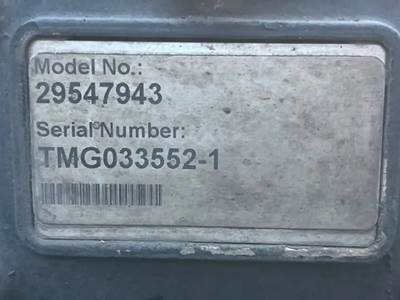 Model No.:
29547943
Serial Number:
TMG033552-1